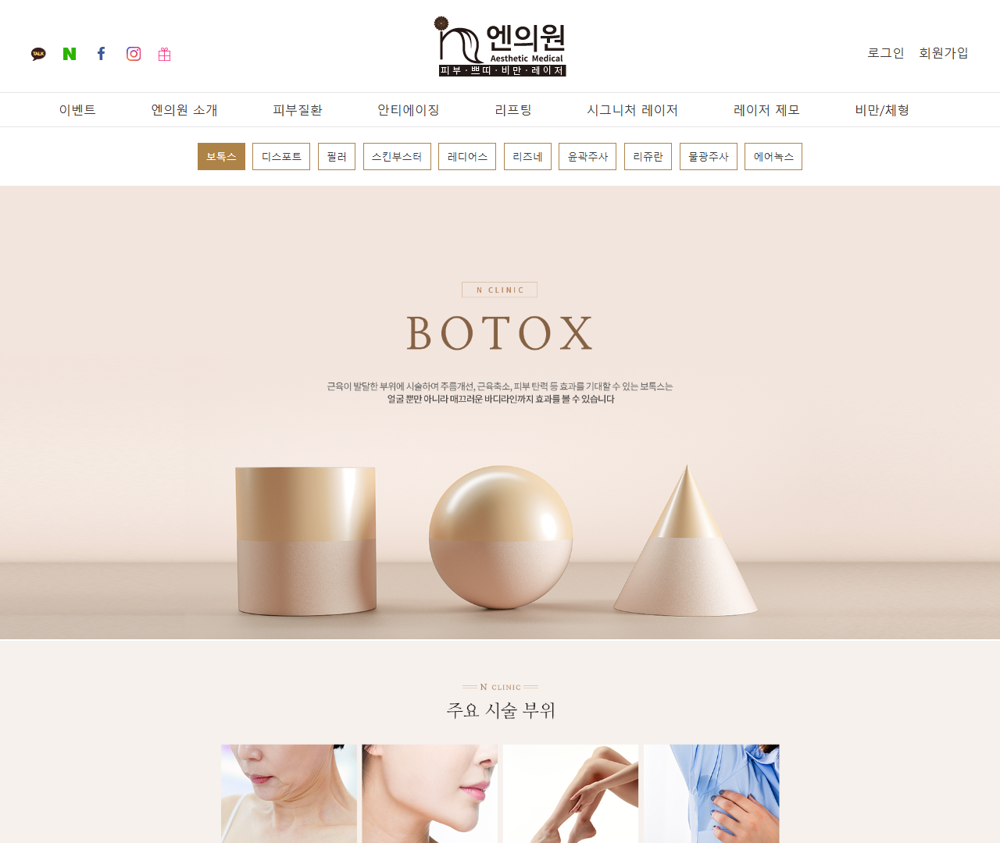 TALK
N
f
엔의원
Aesthetic Medical
피부·쁘띠·비만·레이저
로그인 회원가입
이벤트 엔의원 소개 피부질환 안티에이징 리프팅 시그니처 레이저 레이저 제모 비만/체형
보톡스 디스포트 필러 스킨부스터 레디어스 리즈네 윤곽주사 리쥬란 물광주사 에어녹스
N CLINIC
BOTOX
근육이 발달한 부위에 시술하여 주름개선, 근육축소, 피부 탄력 등 효과를 기대할 수 있는 보톡스는
얼굴 뿐만 아니라 매끄러운 바디라인까지 효과를 볼 수 있습니다
N CLINIC
주요 시술 부위